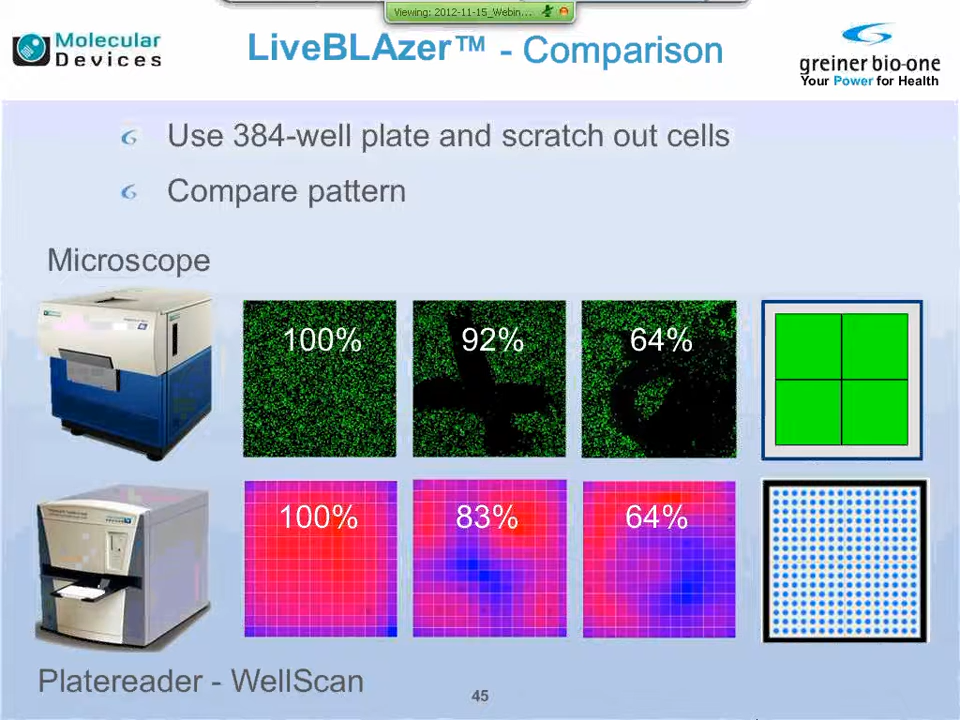 Viewing: 2012-11-15_Webin...
Molecular
Devices
LiveBLAzer™ - Comparison
greiner bio-one
Your Power for Health
Use 384-well plate and scratch out cells
Compare pattern
Microscope
100%
92%
64%
100%
83%
64%
Platereader - WellScan
45